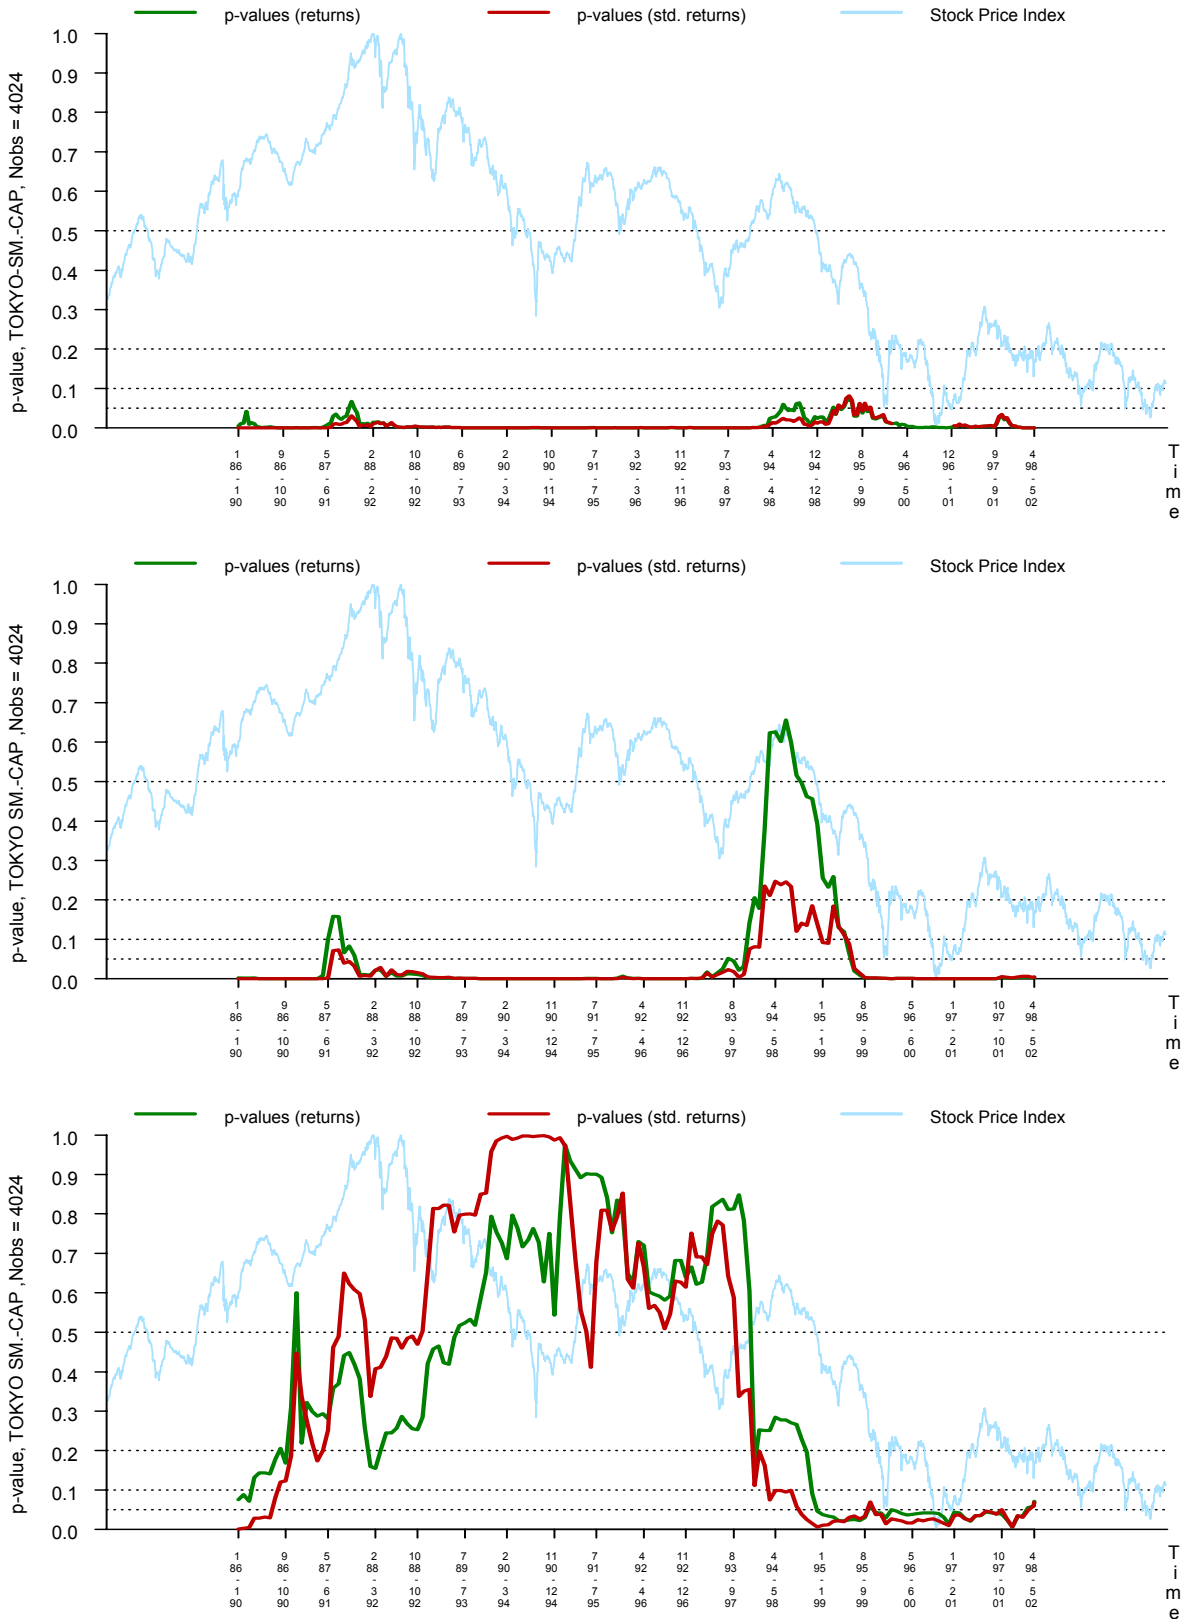 p-values (returns) p-values (std. returns) Stock Price Index
p-value, TOKYO-SM.-CAP, Nobs = 4024
1.0
0.9
0.8
0.7
0.6
0.5
0.4
0.3
0.2
0.1
0.0
1 9 5 2 10 6 2 10 7 3 11 7 4 12 8 4 12 9 4
86 86 87 88 88 89 90 90 91 92 92 93 94 94 95 96 96 97 98
- - - - - - - - - - - - - - - - - - -
1 10 6 2 10 7 3 11 7 3 11 8 4 12 9 5 1 9 5
90 90 91 92 92 93 94 94 95 96 96 97 98 98 99 00 01 01 02
T
i
m
e
p-values (returns) p-values (std. returns) Stock Price Index
p-value, TOKYO SM.-CAP ,Nobs = 4024
1.0
0.9
0.8
0.7
0.6
0.5
0.4
0.3
0.2
0.1
0.0
1 9 5 2 10 7 2 11 7 4 11 8 4 1 8 5 1 10 4
86 86 87 88 88 89 90 90 91 92 92 93 94 95 95 96 97 97 98
- - - - - - - - - - - - - - - - - - -
1 10 6 3 10 7 3 12 7 4 12 9 5 1 9 6 2 10 5
90 90 91 92 92 93 94 94 95 96 96 97 98 99 99 00 01 01 02
T
i
m
e
p-values (returns) p-values (std. returns) Stock Price Index
p-value, TOKYO SM.-CAP ,Nobs = 4024
1.0
0.9
0.8
0.7
0.6
0.5
0.4
0.3
0.2
0.1
0.0
1 9 5 2 10 7 2 11 7 4 11 8 4 1 8 5 1 10 4
86 86 87 88 88 89 90 90 91 92 92 93 94 95 95 96 97 97 98
- - - - - - - - - - - - - - - - - - -
1 10 6 3 10 7 3 12 7 4 12 9 5 1 9 6 2 10 5
90 90 91 92 92 93 94 94 95 96 96 97 98 99 99 00 01 01 02
T
i
m
e